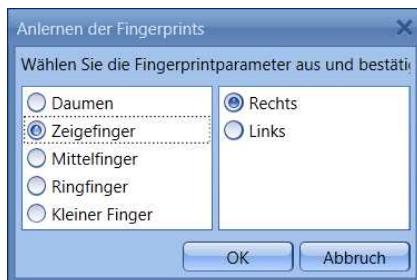 Anlernen der Fingerprints
Wählen Sie die Fingerprintparameter aus und bestäti
Daumen
Zeigefinger
Mittelfinger
Ringfinger
Kleiner Finger
Rechts
Links
OK
Abbruch